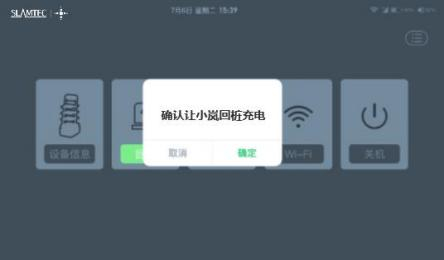 SLAMTEC
7月6日 星期二 15:39
确认让小岚回桩充电
取消
确定
设备信息
Wi-Fi
关机